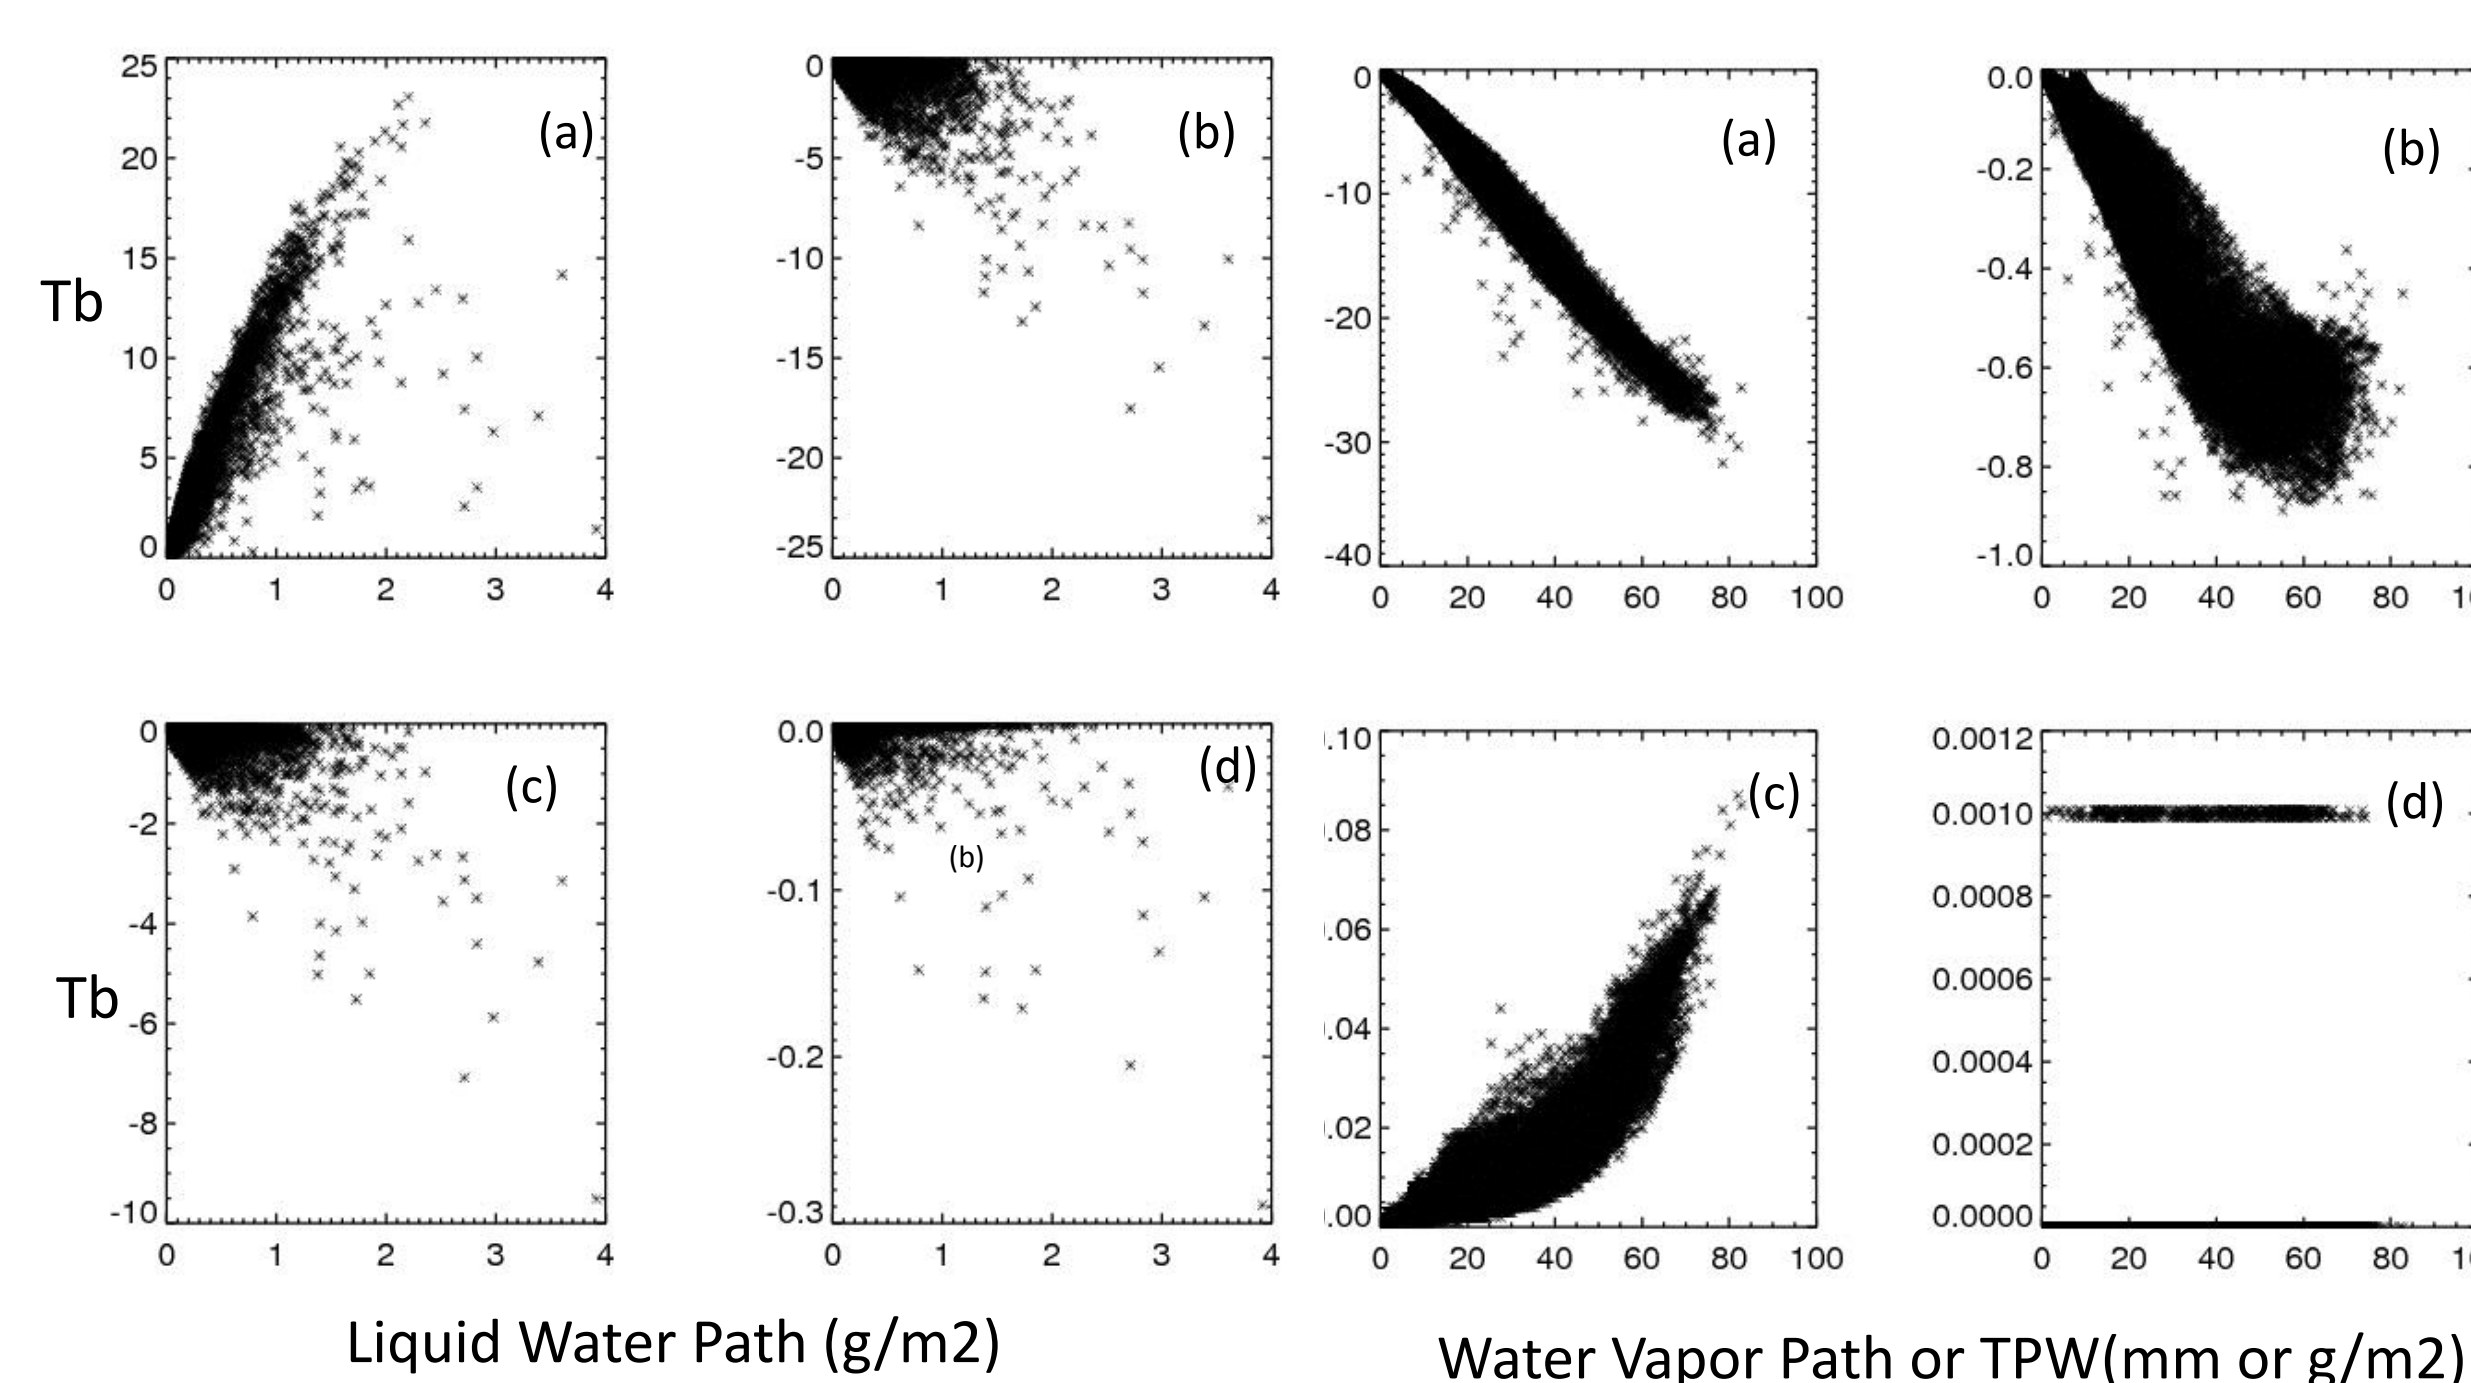 25 20 15 10 5 0
Tb
(a)
0 1 2 3 4
0 -5 -10 -15 -20 -25
(b)
0 1 2 3 4
0 -10 -20 -30 -40
(a)
0 20 40 60 80 100
0.0 -0.2 -0.4 -0.6 -0.8 -1.0
(b)
0 20 40 60 80 1
0 -2 -4 -6 -8 -10
Tb
(c)
0 1 2 3 4
0.0 -0.1 -0.2 -0.3
(d)
(b)
0 1 2 3 4
.10 .08 .06 .04 .02 .00
(c)
0 20 40 60 80 100
0.0012 0.0010 0.0008 0.0006 0.0004 0.0002 0.0000
(d)
0 20 40 60 80 1
Liquid Water Path (g/m2)
Water Vapor Path or TPW(mm or g/m2)